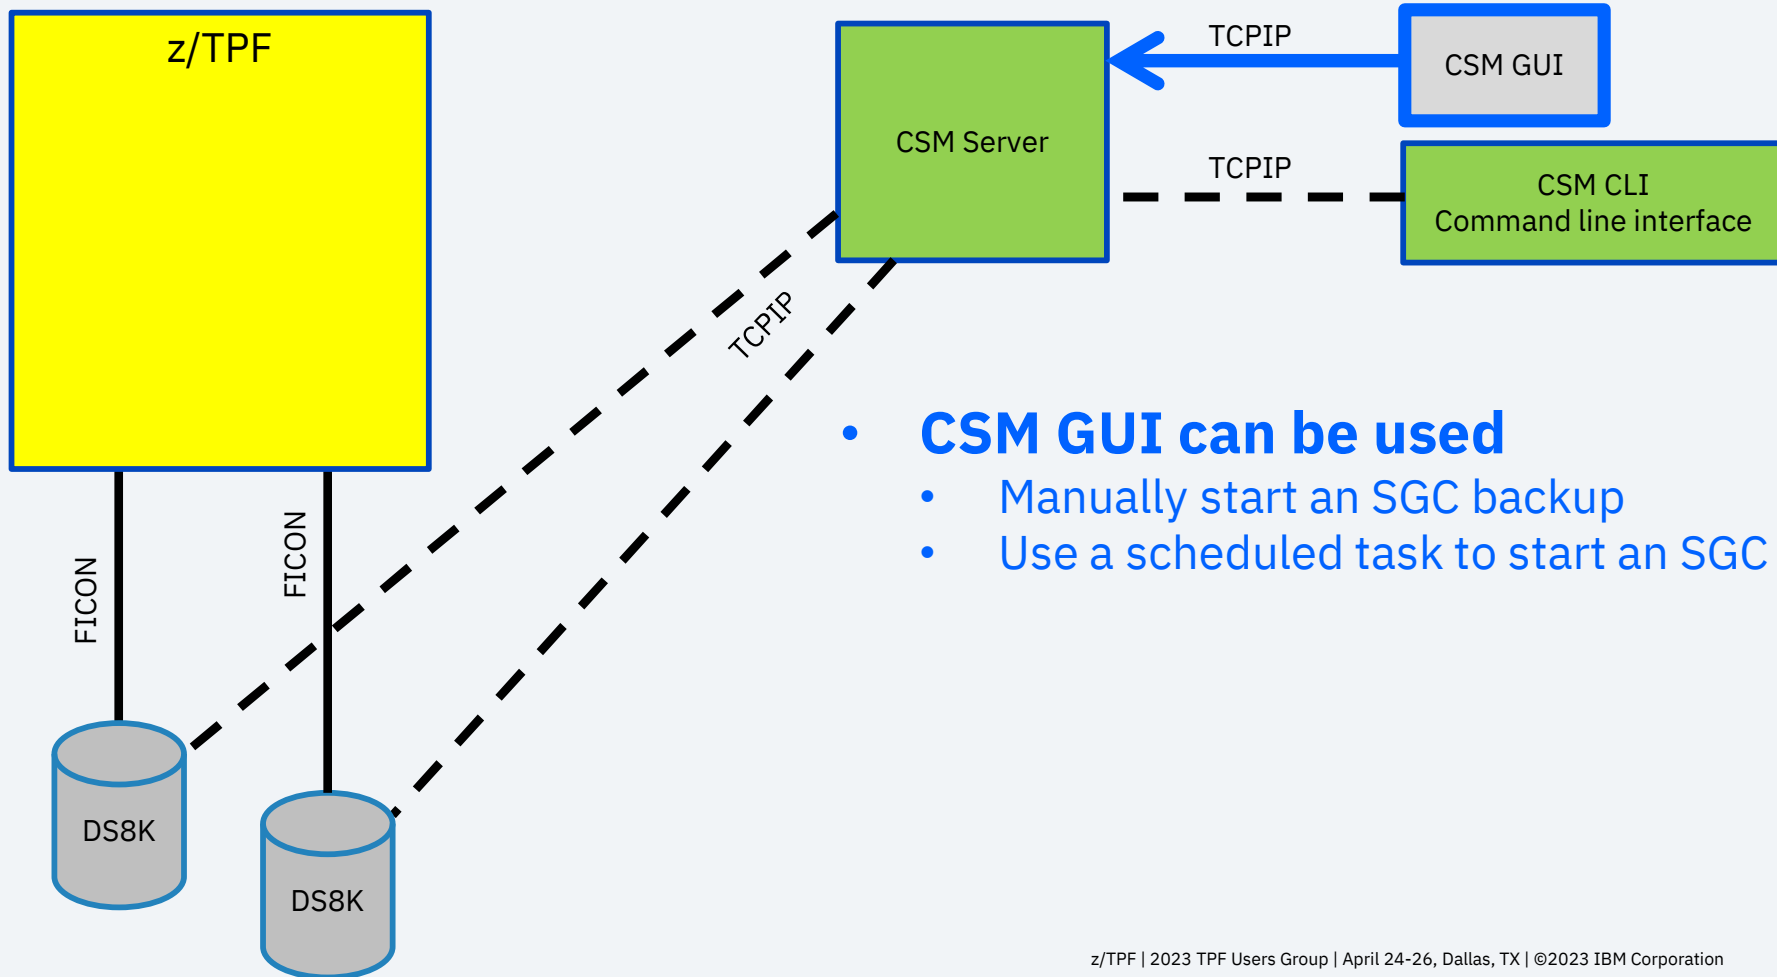 z/TPF
TCPIP
CSM GUI
CSM Server
TCPIP
CSM CLI
Command line interface
TCPIP
• CSM GUI can be used
• Manually start an SGC backup
• Use a scheduled task to start an SGC
FICON
FICON
DS8K
DS8K
z/TPF | 2023 TPF Users Group | April 24-26, Dallas, TX | ©2023 IBM Corporation